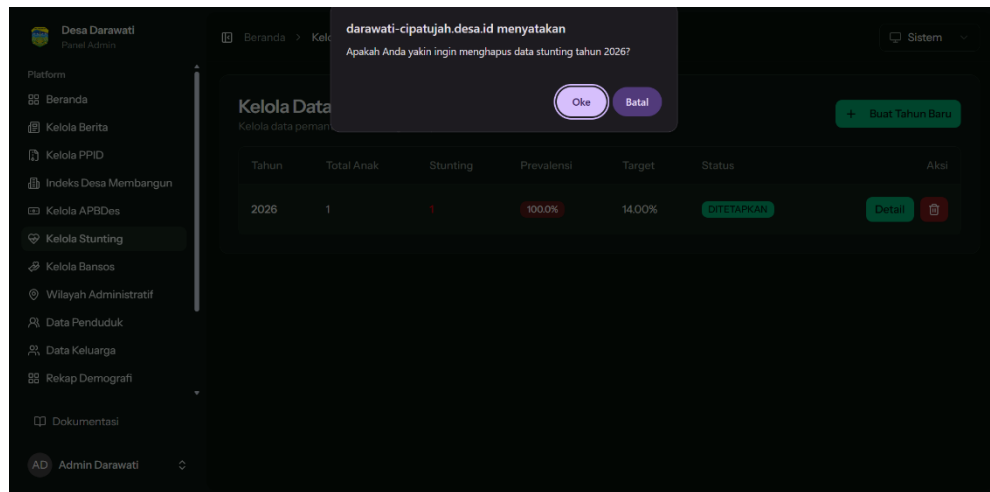 Desa Darawati
Panel Admin
Platform
Beranda
Kelola Berita
Kelola PPID
Indeks Desa Membangun
Kelola APBDes
Kelola Stunting
Kelola Bansos
Wilayah Administratif
Data Penduduk
Data Keluarga
Rekap Demografi
Dokumentasi
AD Admin Darawati
Beranda >
Sistem
darawati-cipatujah.desa.id menyatakan
Apakah Anda yakin ingin menghapus data stunting tahun 2026?
Oke Batal
Kelola Data
Kelola data
+ Buat Tahun Baru
Tahun Total Anak Stunting Prevalensi Target Status Aksi
2026 1 1 100.0% 14.00% DITETAPKAN Detail